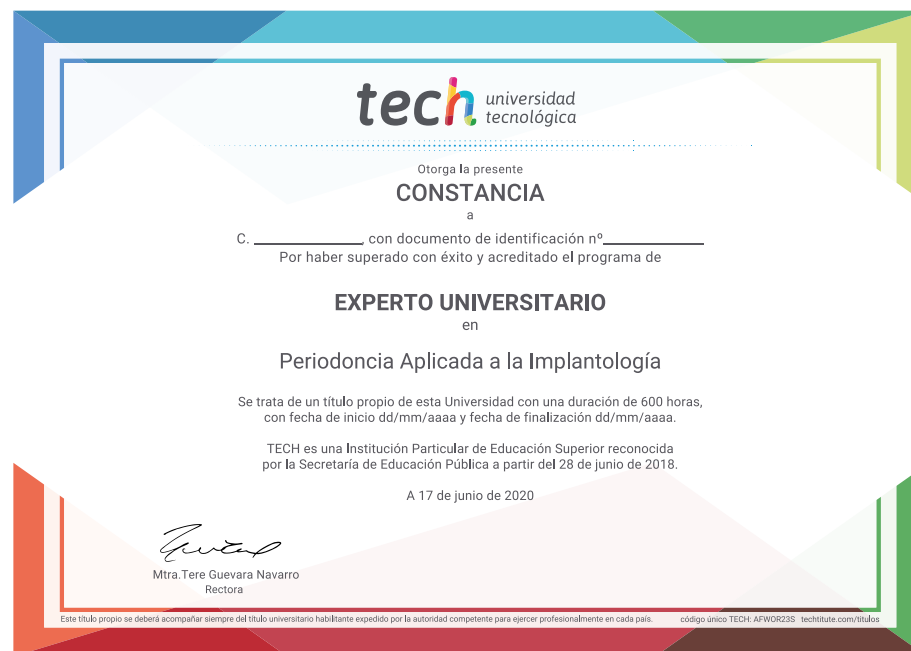 tech universidad
tecnológica
Otorga la presente
CONSTANCIA
a
C. ____________, con documento de identificación nº____________
Por haber superado con éxito y acreditado el programa de
EXPERTO UNIVERSITARIO
en
Periodoncia Aplicada a la Implantología
Se trata de un título propio de esta Universidad con una duración de 600 horas,
con fecha de inicio dd/mm/aaaa y fecha de finalización dd/mm/aaaa.
TECH es una Institución Particular de Educación Superior reconocida
por la Secretaría de Educación Pública a partir del 28 de junio de 2018.
A 17 de junio de 2020
Mtra.Tere Guevara Navarro
Rectora
Este título propio se deberá acompañar siempre del título universitario habilitante expedido por la autoridad competente para ejercer profesionalmente en cada país. código único TECH: AFWOR23S techtitute.com/titulos